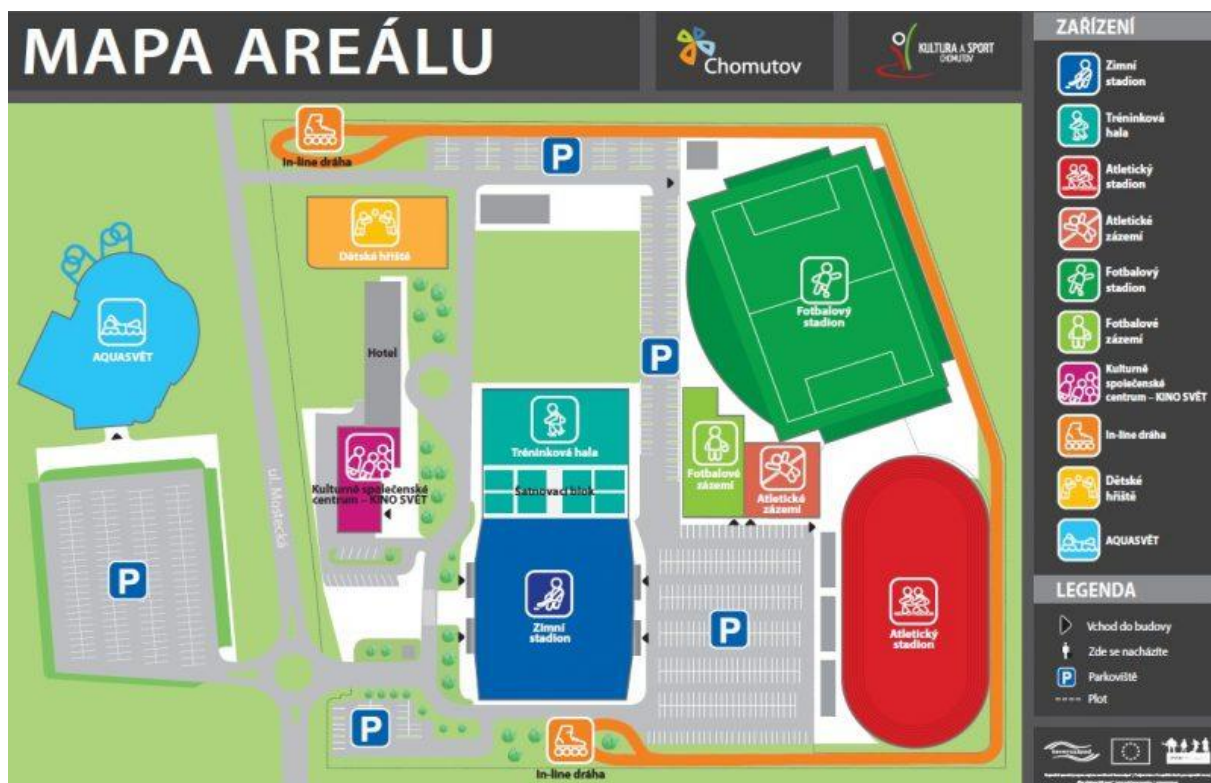 MAPA AREÁLU
Chomutov
KULTURA A SPORT
CHOMUTOV
In-line dráha
P
Dětské hřiště
AQUASVĚT
Hotel
Fotbalový
stadion
P
Tréninková hala
Šatnovací blok
Kulturně společenské
centrum – KINO SVĚT
Fotbalové
zázemí
Atletické
zázemí
ul. Mostecká
P
Zimní
stadion
P
Atletický
stadion
P
In-line dráha
ZAŘÍZENÍ
Zimní
stadion
Tréninková
hala
Atletický
stadion
Atletické
zázemí
Fotbalový
stadion
Fotbalové
zázemí
Kulturně
společenské
centrum – KINO SVĚT
In-line dráha
Dětské
hřiště
AQUASVĚT
LEGENDA
Vchod do budovy
Zde se nacházíte
P Parkoviště
Plot